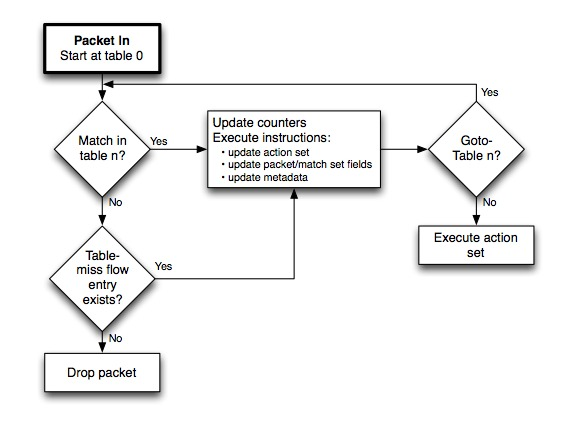 Packet In
Start at table 0
Yes
Match in
table n?
Yes
Update counters
Execute instructions:
• update action set
• update packet/match set fields
• update metadata
Goto-
Table n?
No
No
Execute action
set
Table-
miss flow
entry
exists?
Yes
No
Drop packet